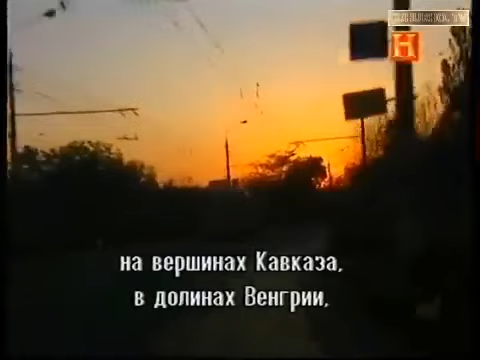 H
на вершинах Кавказа,
в долинах Венгрии,